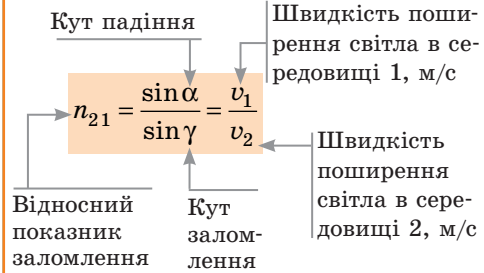 Кут падіння
Швидкість поши-
рення світла в се-
редовищі 1, м/с
n₂₁ = sin α / sin γ = v₁ / v₂
Швидкість
поширення
світла в сере-
довищі 2, м/с
Відносний
показник
заломлення
Кут
залом-
лення